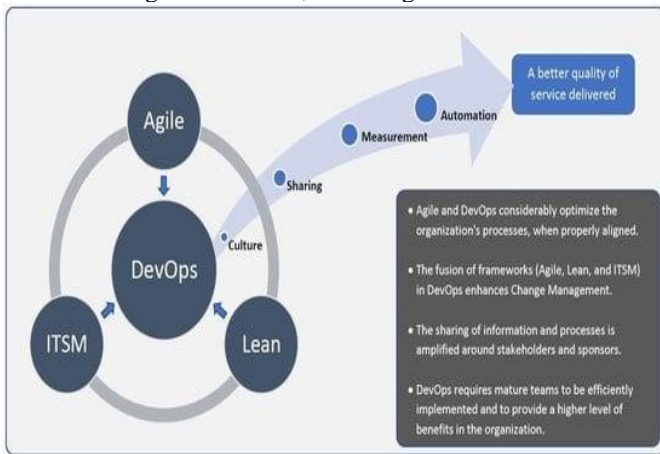 Agile
DevOps
ITSM
Lean
Culture
Sharing
Measurement
Automation
A better quality of
service delivered
• Agile and DevOps considerably optimize the
organization's processes, when properly aligned.
• The fusion of frameworks (Agile, Lean, and ITSM)
in DevOps enhances Change Management.
• The sharing of information and processes is
amplified around stakeholders and sponsors.
• DevOps requires mature teams to be efficiently
implemented and to provide a higher level of
benefits in the organization.